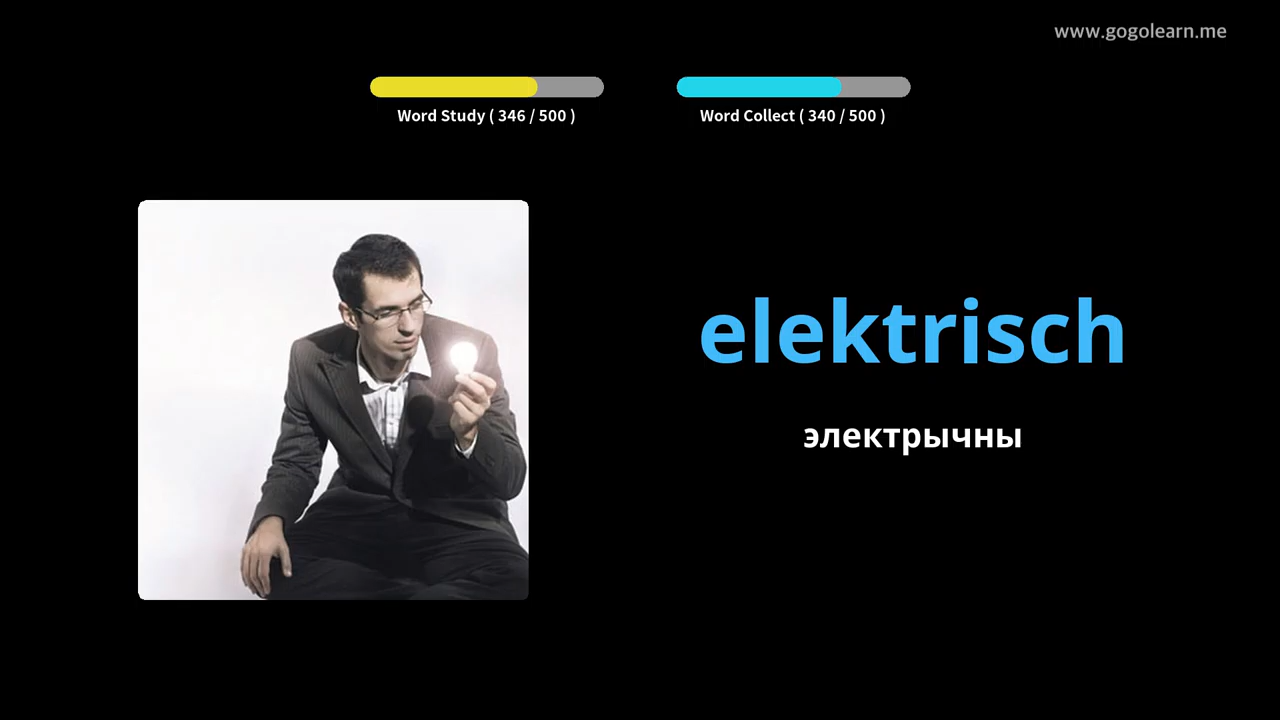 www.gogolearn.me
Word Study ( 346 / 500 )
Word Collect ( 340 / 500 )
elektrisch
электрычны